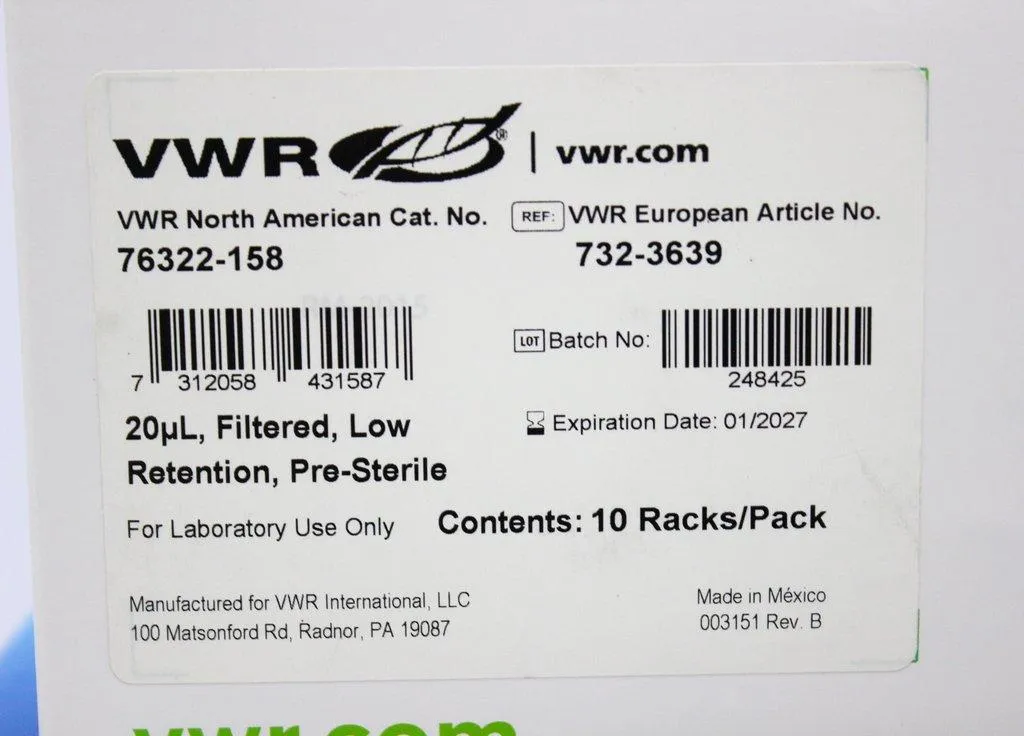 VWR® | vwr.com
VWR North American Cat. No.
REF: VWR European Article No.
76322-158
732-3639
7 312058 431587
LOT Batch No:
248425
20µL, Filtered, Low
Retention, Pre-Sterile
Expiration Date: 01/2027
For Laboratory Use Only
Contents: 10 Racks/Pack
Manufactured for VWR International, LLC
100 Matsonford Rd, Radnor, PA 19087
Made in México
003151 Rev. B
vwr.com